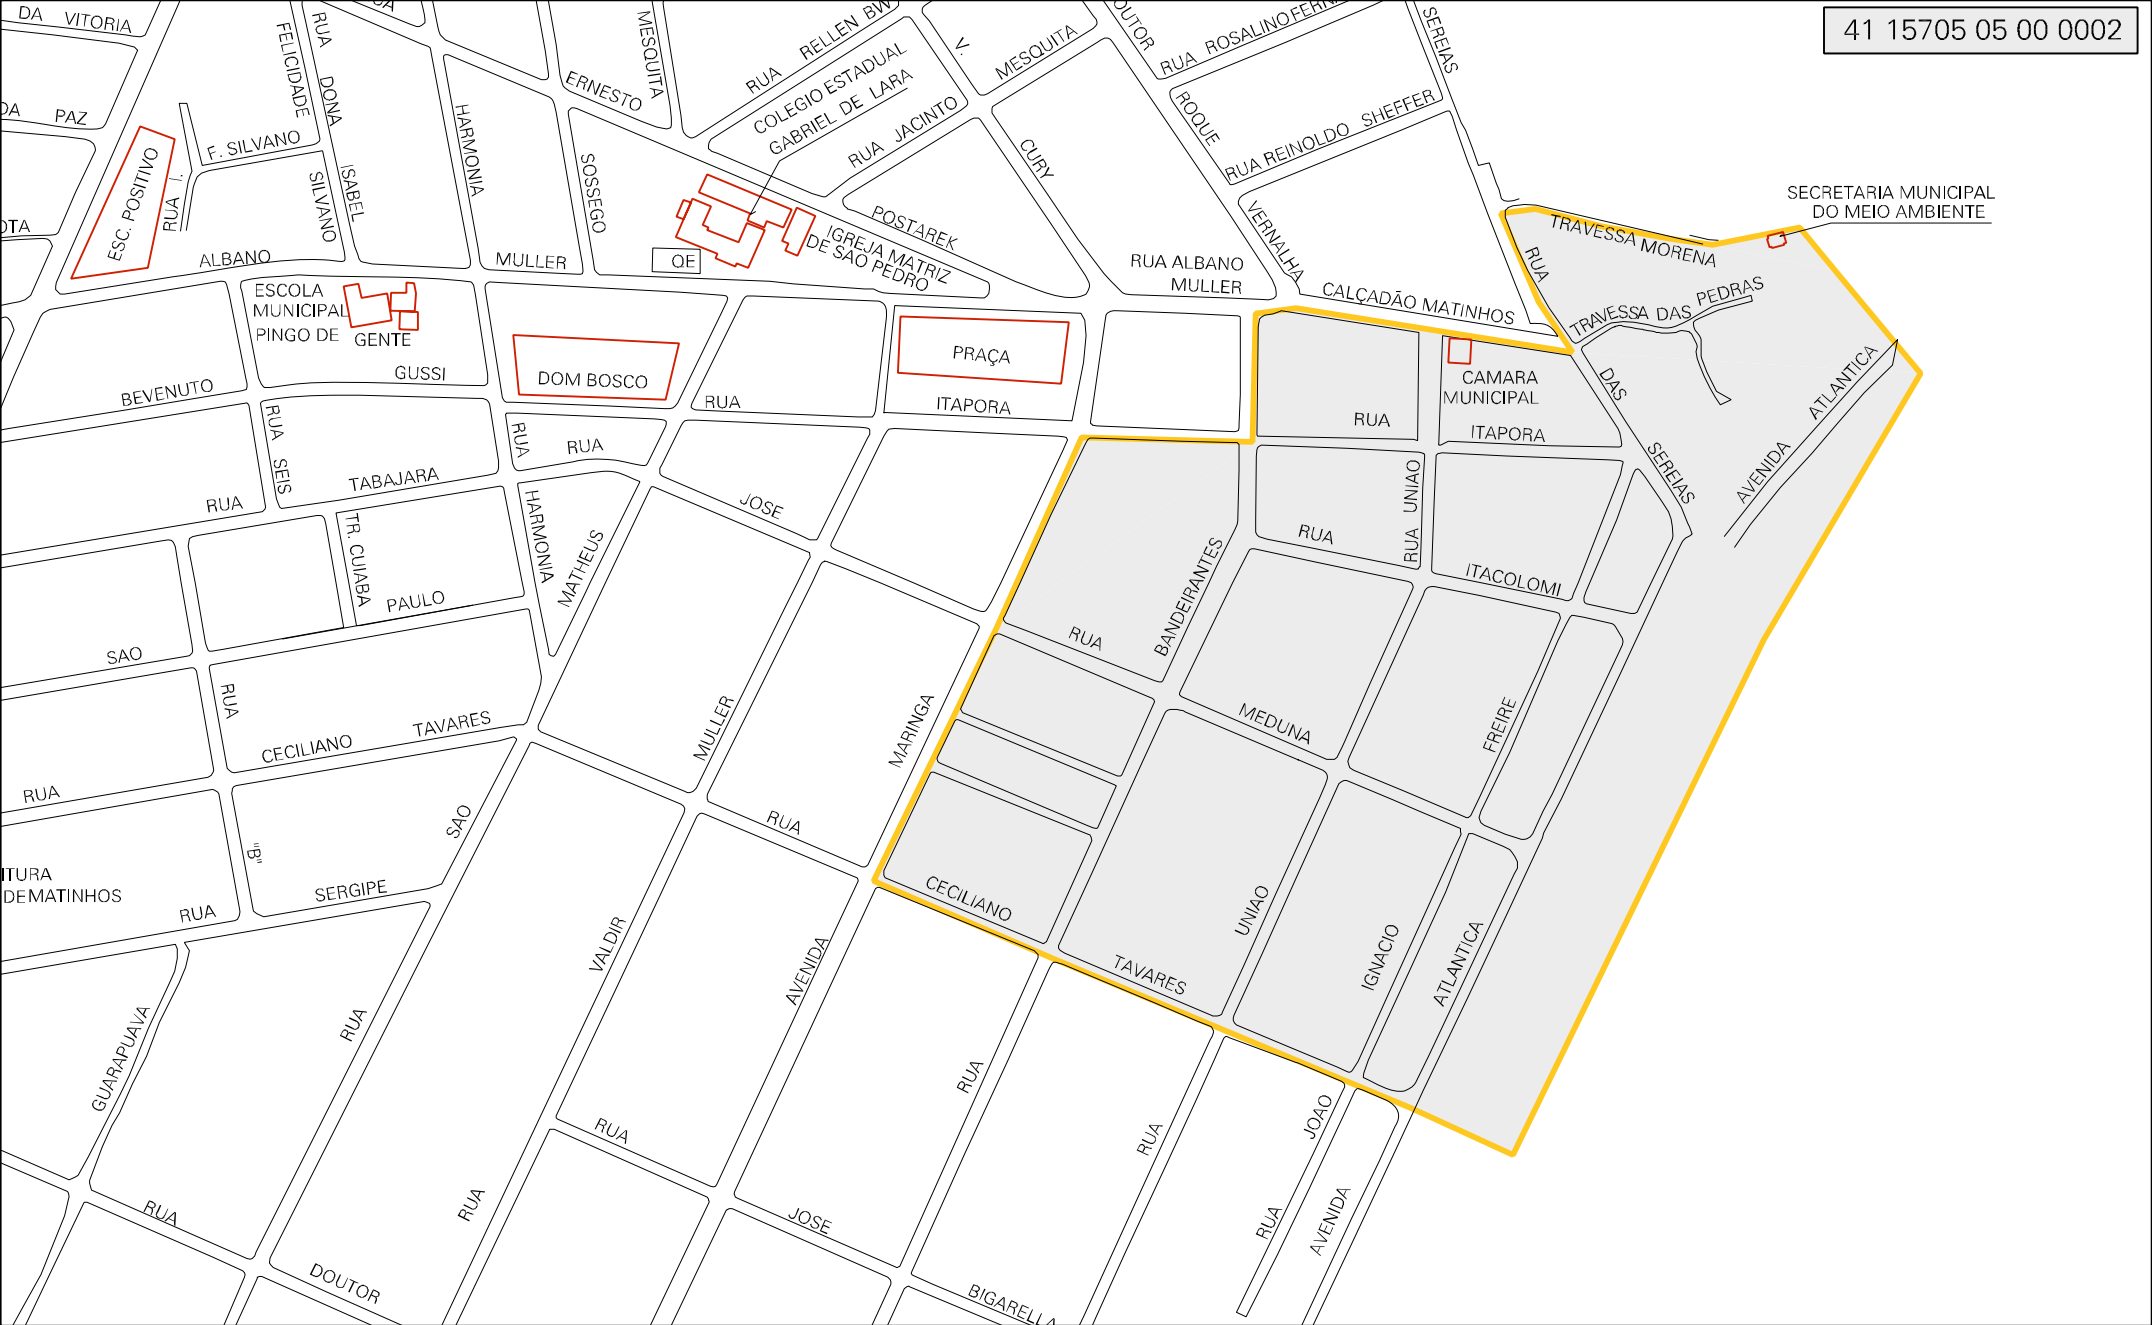 41 15705 05 00 0002
DA VITORIA
FELICIDADE
RUA DONA
ISABEL
MESQUITA
ERNESTO
RUA RELLEN BW
COLEGIO ESTADUAL
GABRIEL DE LARA
V.
MESQUITA
RUA ROSALINO FERN
SEREIAS
DA PAZ
ESC. POSITIVO
RUA I.
F. SILVANO
SILVANO
HARMONIA
SOSSEGO
RUA JACINTO
CURY
ROQUE
RUA REINOLDO SHEFFER
VERNALHA
SECRETARIA MUNICIPAL
DO MEIO AMBIENTE
POSTAREK
IGREJA MATRIZ
DE SAO PEDRO
QE
ALBANO
MULLER
RUA ALBANO
MULLER
TRAVESSA MORENA
RUA
CALÇADÃO MATINHOS
TRAVESSA DAS PEDRAS
ESCOLA
MUNICIPAL
PINGO DE GENTE
GUSSI
BEVENUTO
DOM BOSCO
PRAÇA
RUA
ITAPORA
CAMARA
MUNICIPAL
DAS
SEREIAS
AVENIDA
ATLANTICA
RUA
ITAPORA
RUA
SEIS
RUA
RUA
TABAJARA
RUA
JOSE
TR. CUIABA
HARMONIA
MATHEUS
PAULO
SAO
RUA UNIAO
RUA
ITACOLOMI
BANDEIRANTES
RUA
MEDUNA
FREIRE
RUA
TAVARES
CECILIANO
RUA
MULLER
MARINGA
RUA
"B"
SAO
SERGIPE
RUA
ITURA
DEMATINHOS
CECILIANO
TAVARES
UNIAO
IGNACIO
ATLANTICA
VALDIR
AVENIDA
GUARAPUAVA
RUA
RUA
RUA
RUA
JOAO
RUA
AVENIDA
RUA
RUA
JOSE
DOUTOR
BIGARELLA